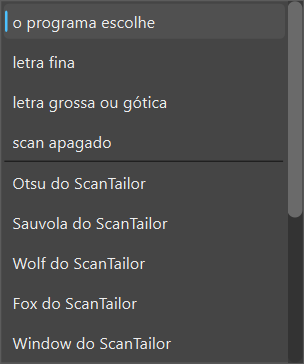 o programa escolhe
letra fina
letra grossa ou gótica
scan apagado
Otsu do ScanTailor
Sauvola do ScanTailor
Wolf do ScanTailor
Fox do ScanTailor
Window do ScanTailor